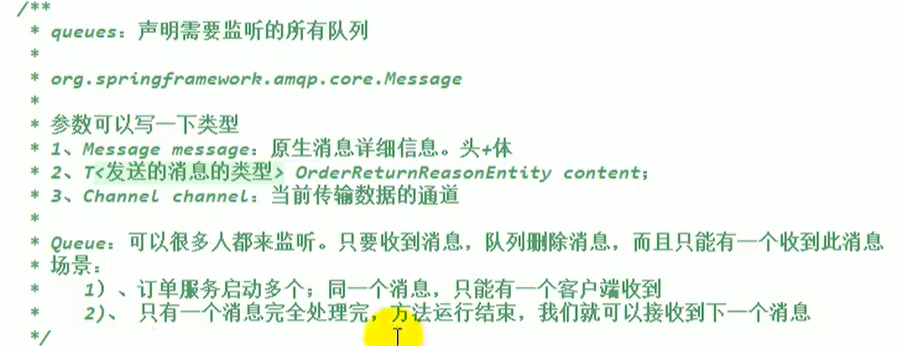 /**
* queues：声明需要监听的所有队列
*
* org.springframework.amqp.core.Message
*
* 参数可以写一下类型
* 1、Message message：原生消息详细信息。头+体
* 2、T<发送的消息的类型> OrderReturnReasonEntity content；
* 3、Channel channel：当前传输数据的通道
*
* Queue：可以很多人都来监听。只要收到消息，队列删除消息，而且只能有一个收到此消息
* 场景：
* 1）、订单服务启动多个；同一个消息，只能有一个客户端收到
* 2)、 只有一个消息完全处理完，方法运行结束，我们就可以接收到下一个消息
*/